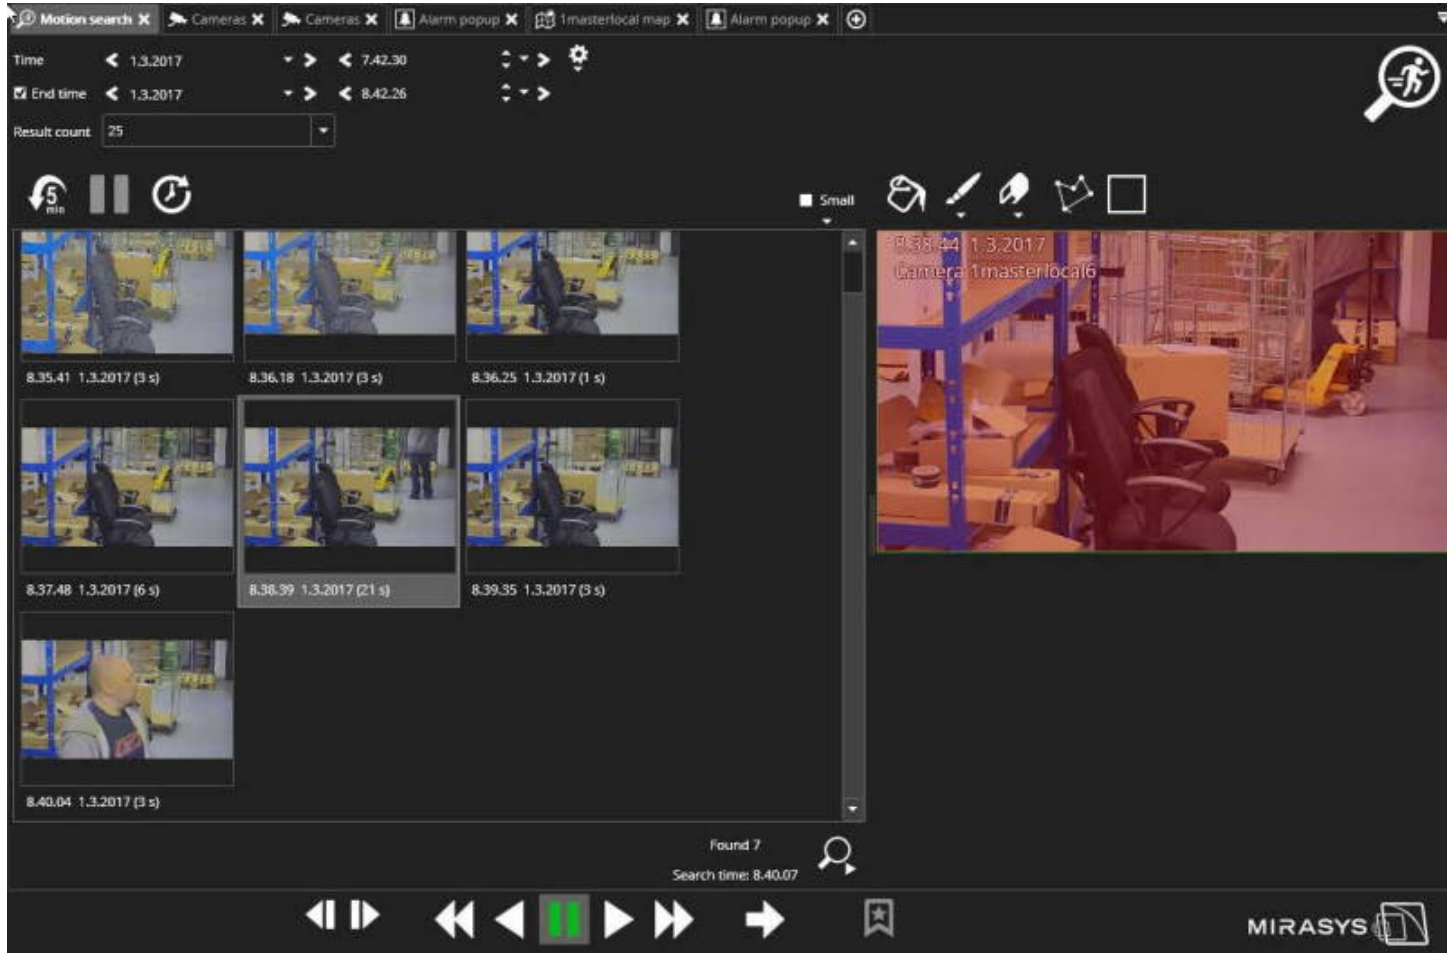 Motion search Cameras Cameras Alarm popup 1masterlocal map Alarm popup
Time 1.3.2017 7.42.30
End time 1.3.2017 8.42.26
Result count 25
5 min
Small
8.38.44 1.3.2017
Camera 1masterlocal6
8.35.41 1.3.2017 (3 s) 8.36.18 1.3.2017 (3 s) 8.36.25 1.3.2017 (1 s)
8.37.48 1.3.2017 (6 s) 8.38.39 1.3.2017 (21 s) 8.39.35 1.3.2017 (3 s)
8.40.04 1.3.2017 (3 s)
Found 7
Search time: 8.40.07
MIRASYS